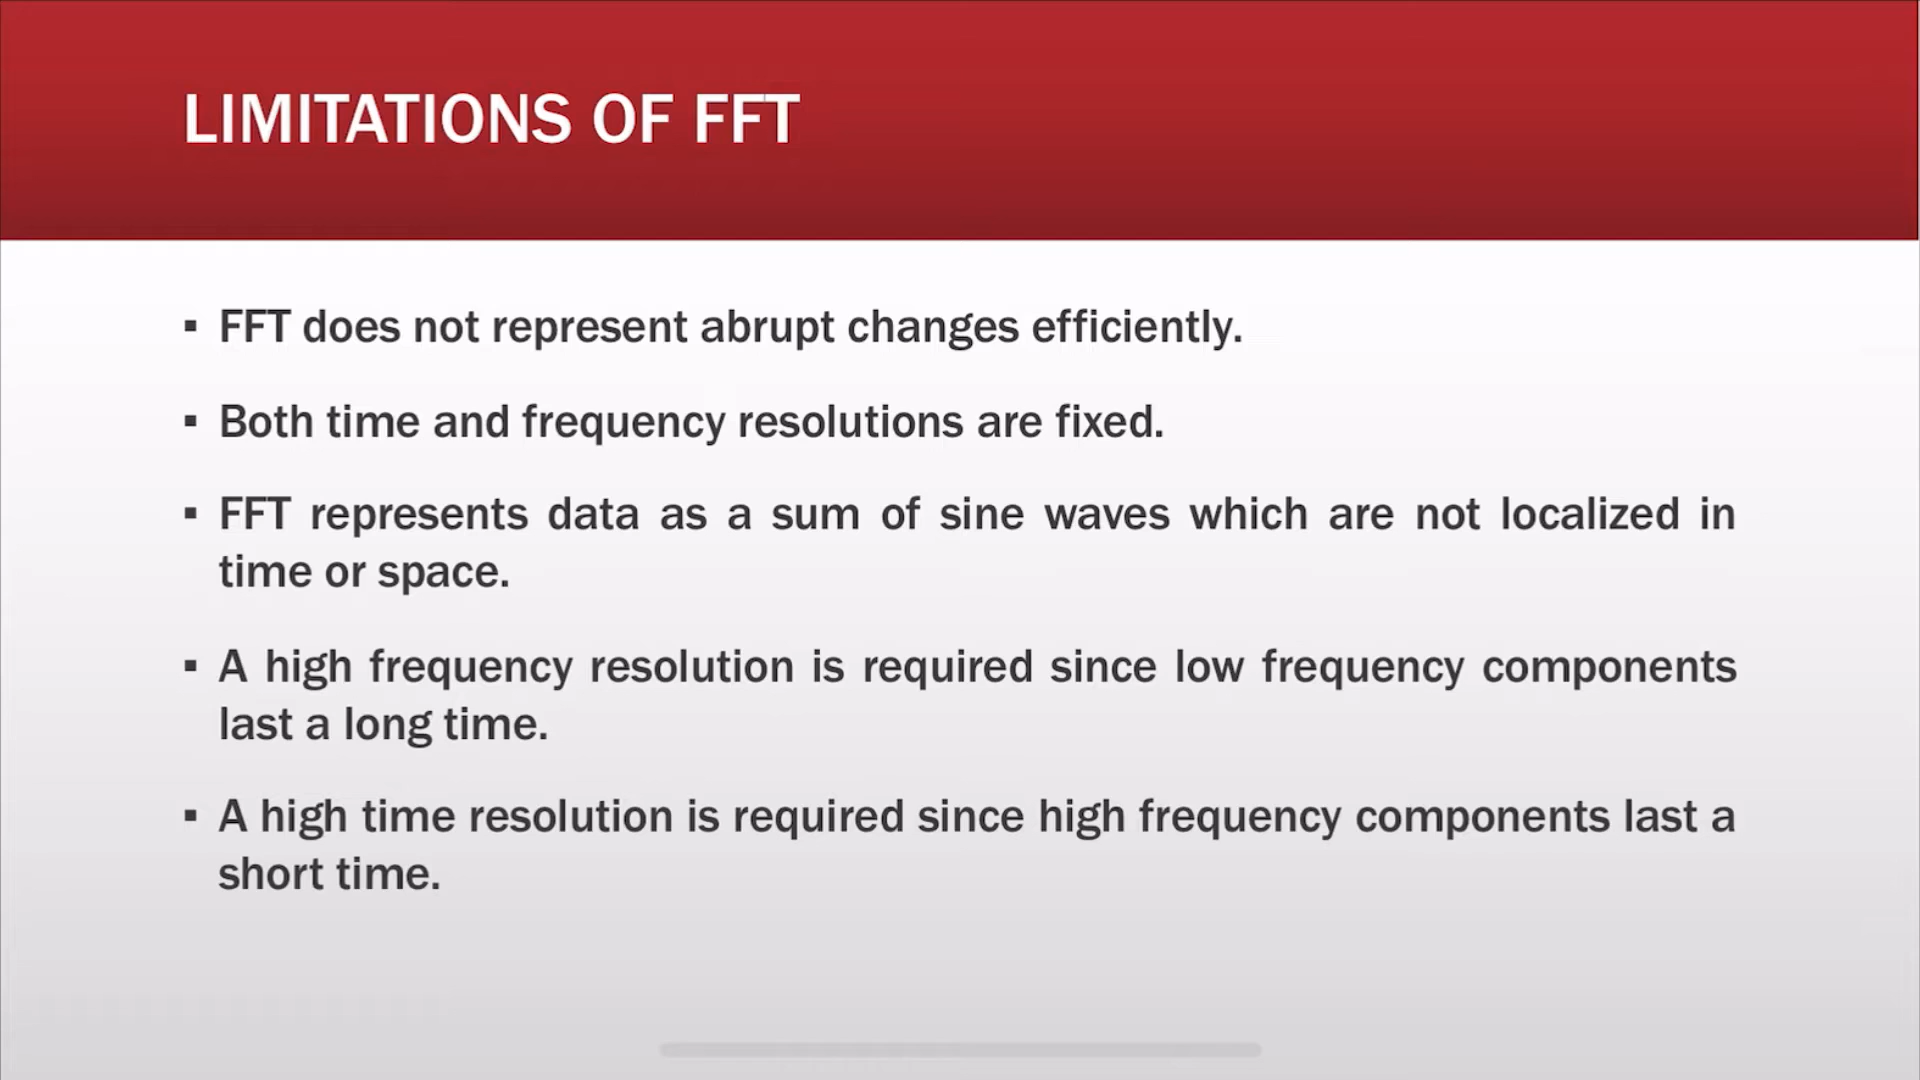 LIMITATIONS OF FFT
▪ FFT does not represent abrupt changes efficiently.
▪ Both time and frequency resolutions are fixed.
▪ FFT represents data as a sum of sine waves which are not localized in
time or space.
▪ A high frequency resolution is required since low frequency components
last a long time.
▪ A high time resolution is required since high frequency components last a
short time.